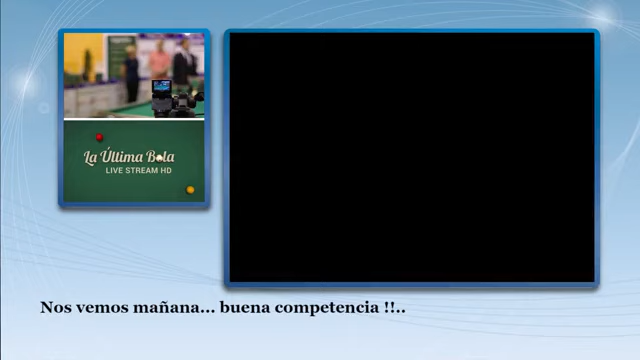 La Última Bola
LIVE STREAM HD
Nos vemos mañana... buena competencia !!..